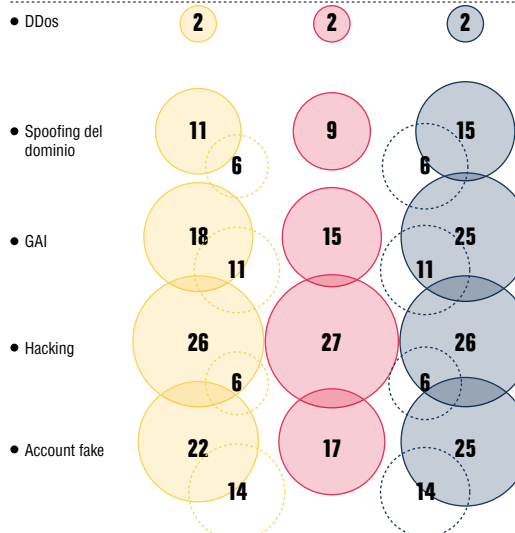 DDos 2 2 2
Spoofing del 11 9 15
dominio
6 6
GAI 18 15 25
11 11
Hacking 26 27 26
6 6
Account fake 22 17 25
14 14